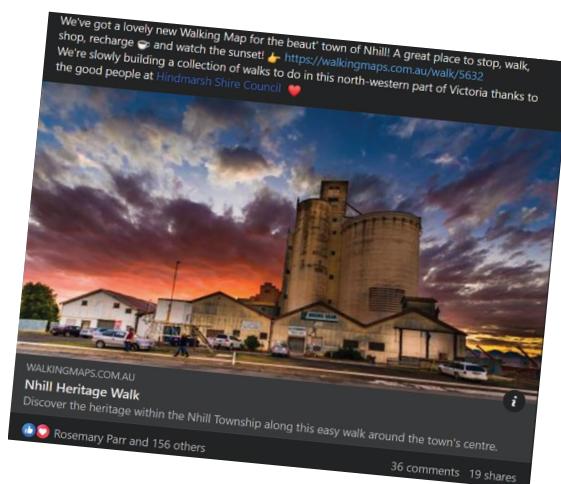 We've got a lovely new Walking Map for the beaut' town of Nhill! A great place to stop, walk,
shop, recharge ☕ and watch the sunset! 👉 https://walkingmaps.com.au/walk/5632
We're slowly building a collection of walks to do in this north-western part of Victoria thanks to
the good people at Hindmarsh Shire Council ❤️
WALKINGMAPS.COM.AU
Nhill Heritage Walk
Discover the heritage within the Nhill Township along this easy walk around the town's centre.
Rosemary Parr and 156 others
36 comments 19 shares